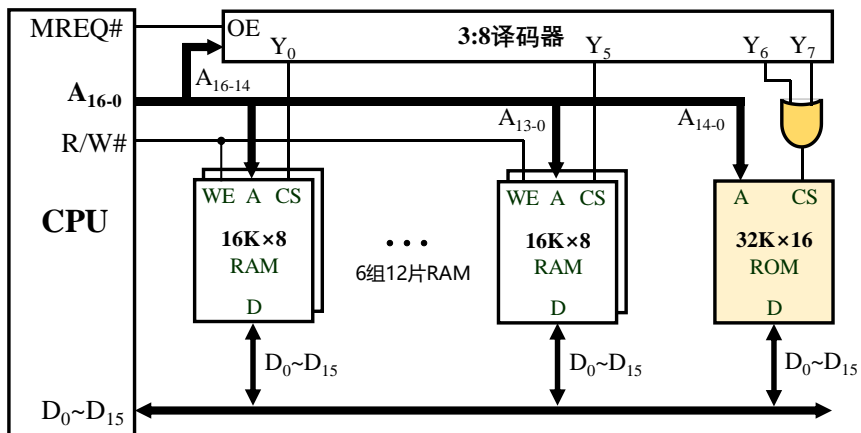 MREQ#
OE
3:8译码器
Y0
Y5
Y6
Y7
A16-14
A16-0
A13-0
A14-0
R/W#
CPU
WE A CS
16K×8
RAM
D
• • •
6组12片RAM
WE A CS
16K×8
RAM
D
A CS
32K×16
ROM
D
D0~D15
D0~D15
D0~D15
D0~D15